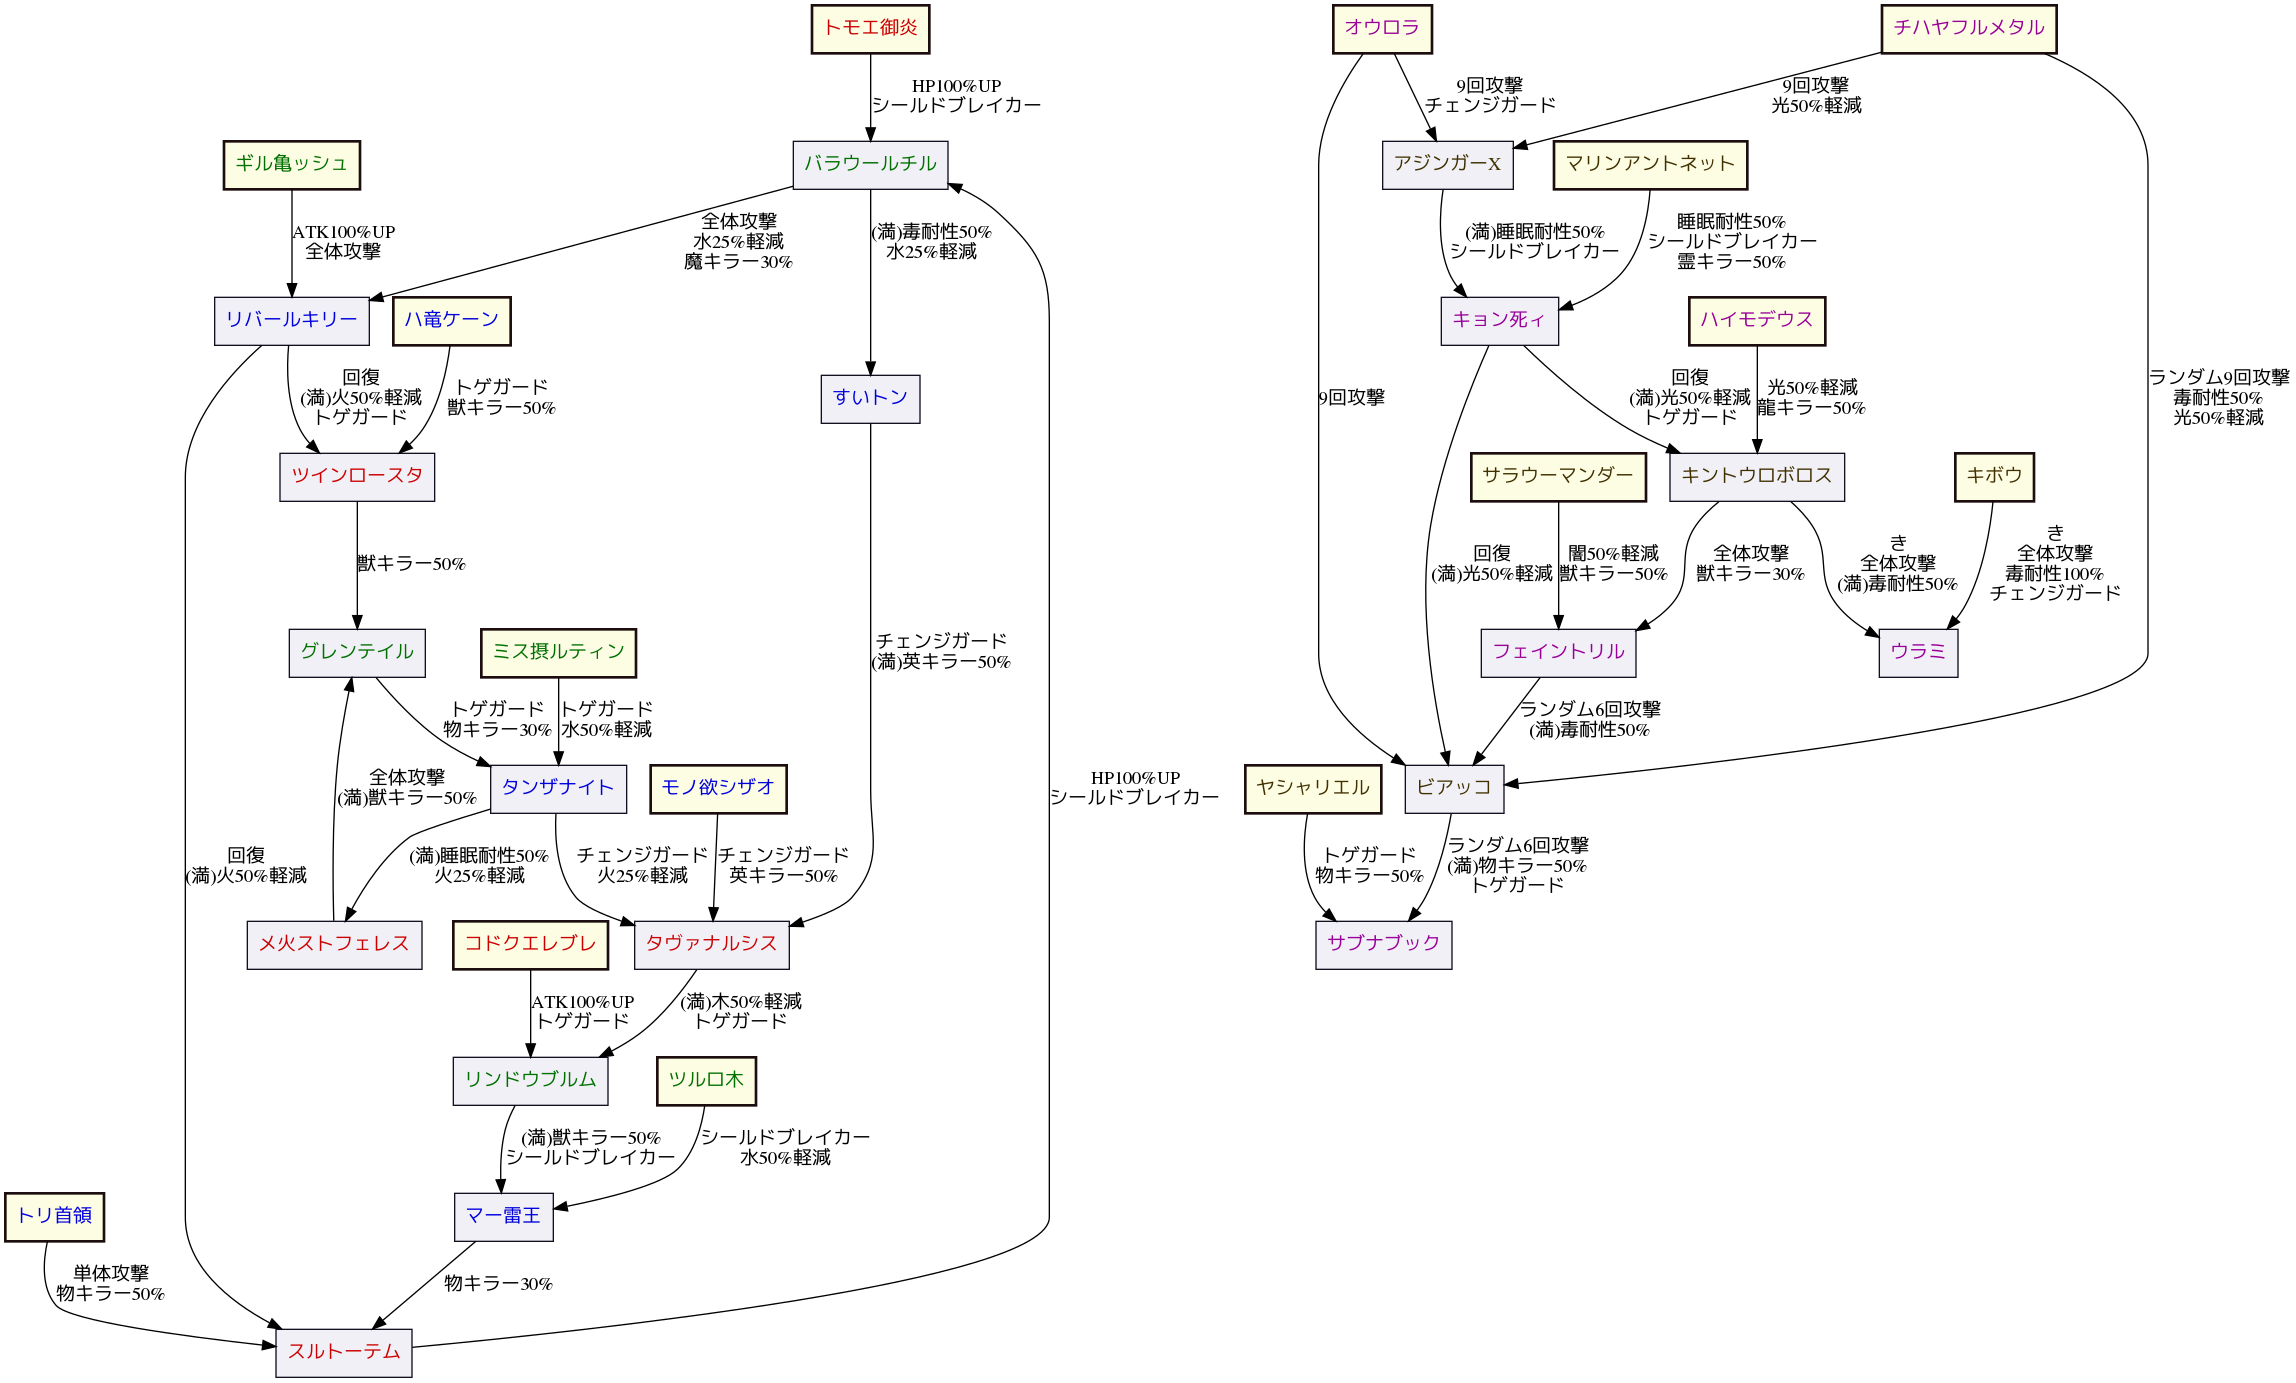 トモエ御炎
オウロラ
チハヤフルメタル
HP100%UP
シールドブレイカー
9回攻撃
チェンジガード
9回攻撃
光50%軽減
ギル亀ッシュ
バラウールチル
アジンガーX
マリンアントネット
ATK100%UP
全体攻撃
全体攻撃
水25%軽減
魔キラー30%
(満)毒耐性50%
水25%軽減
(満)睡眠耐性50%
シールドブレイカー
睡眠耐性50%
シールドブレイカー
霊キラー50%
リバールキリー
ハ竜ケーン
キョン死ィ
ハイモデウス
回復
(満)火50%軽減
トゲガード
トゲガード
獣キラー50%
すいトン
9回攻撃
回復
(満)光50%軽減
トゲガード
光50%軽減
龍キラー50%
ランダム9回攻撃
毒耐性50%
光50%軽減
ツインロースタ
サラウーマンダー
キントウロボロス
キボウ
獣キラー50%
回復
(満)光50%軽減
闇50%軽減
獣キラー50%
全体攻撃
獣キラー30%
き
全体攻撃
(満)毒耐性50%
き
全体攻撃
毒耐性100%
チェンジガード
グレンテイル
ミス摂ルティン
チェンジガード
(満)英キラー50%
フェイントリル
ウラミ
トゲガード
物キラー30%
トゲガード
水50%軽減
ランダム6回攻撃
(満)毒耐性50%
全体攻撃
(満)獣キラー50%
タンザナイト
モノ欲シザオ
HP100%UP
シールドブレイカー
ヤシャリエル
ビアッコ
回復
(満)火50%軽減
(満)睡眠耐性50%
火25%軽減
チェンジガード
火25%軽減
チェンジガード
英キラー50%
トゲガード
物キラー50%
ランダム6回攻撃
(満)物キラー50%
トゲガード
メ火ストフェレス
コドクエレブレ
タヴァナルシス
サブナブック
ATK100%UP
トゲガード
(満)木50%軽減
トゲガード
リンドウブルム
ツルロ木
(満)獣キラー50%
シールドブレイカー
シールドブレイカー
水50%軽減
トリ首領
マー雷王
単体攻撃
物キラー50%
物キラー30%
スルトーテム